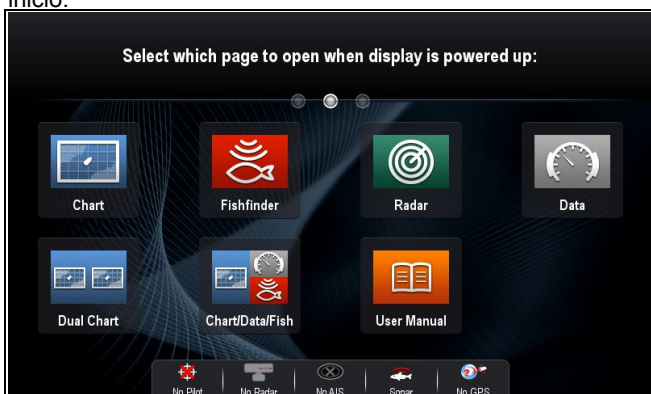 inicio.
Select which page to open when display is powered up:
Chart
Fishfinder
Radar
Data
Dual Chart
Chart/Data/Fish
User Manual
No Pilot
No Radar
No AIS
Sonar
No GPS